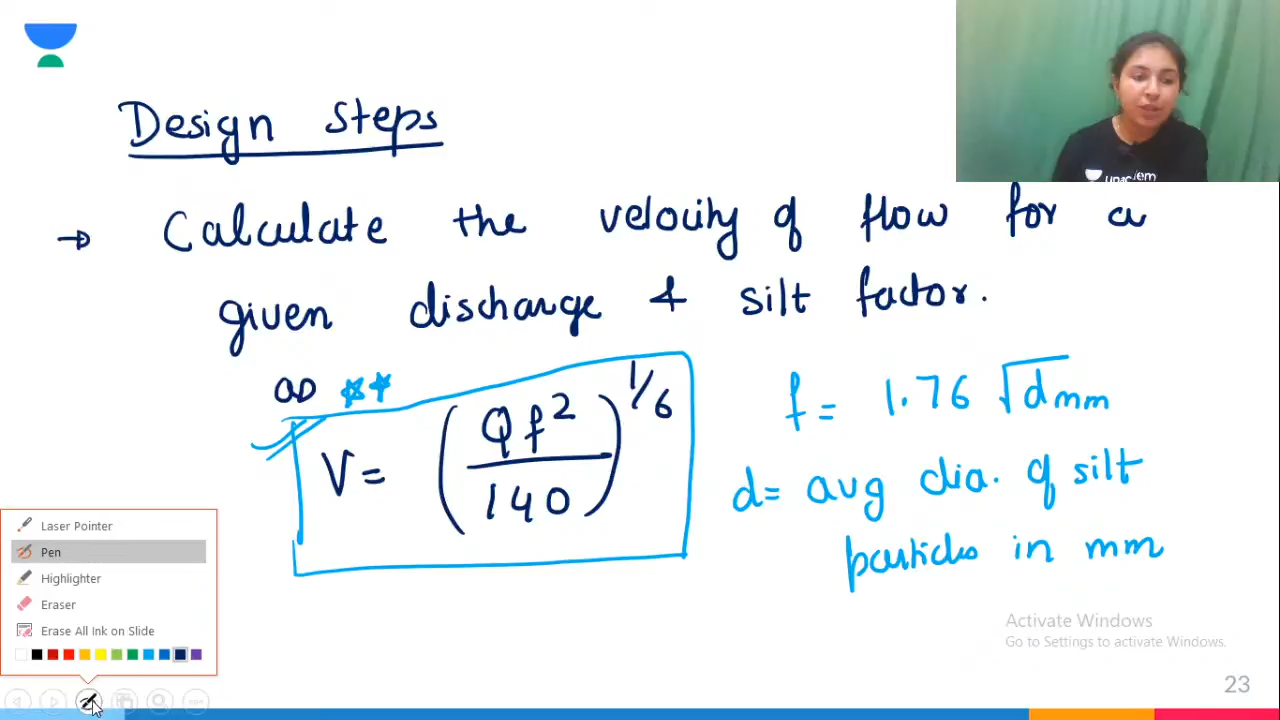 Design Steps
→ Calculate the velocity of flow for a
given discharge & silt factor.
as
V = (Qf²/140)^1/6
f = 1.76 √d mm
d = avg dia. of silt
particles in mm
Laser Pointer
Pen
Highlighter
Eraser
Erase All Ink on Slide
Activate Windows
Go to Settings to activate Windows.
23